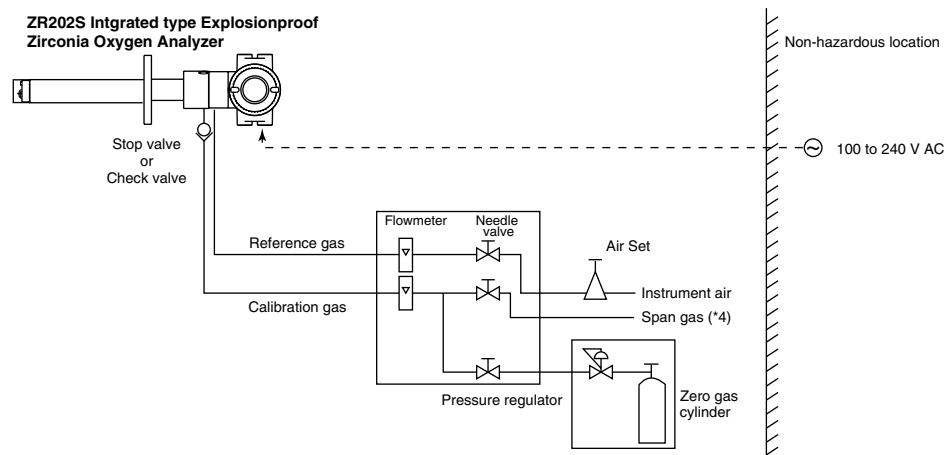 ZR202S Intgrated type Explosionproof
Zirconia Oxygen Analyzer
Non-hazardous location
Stop valve
or
Check valve
100 to 240 V AC
Flowmeter
Needle
valve
Reference gas
Air Set
Calibration gas
Instrument air
Span gas (*4)
Pressure regulator
Zero gas
cylinder